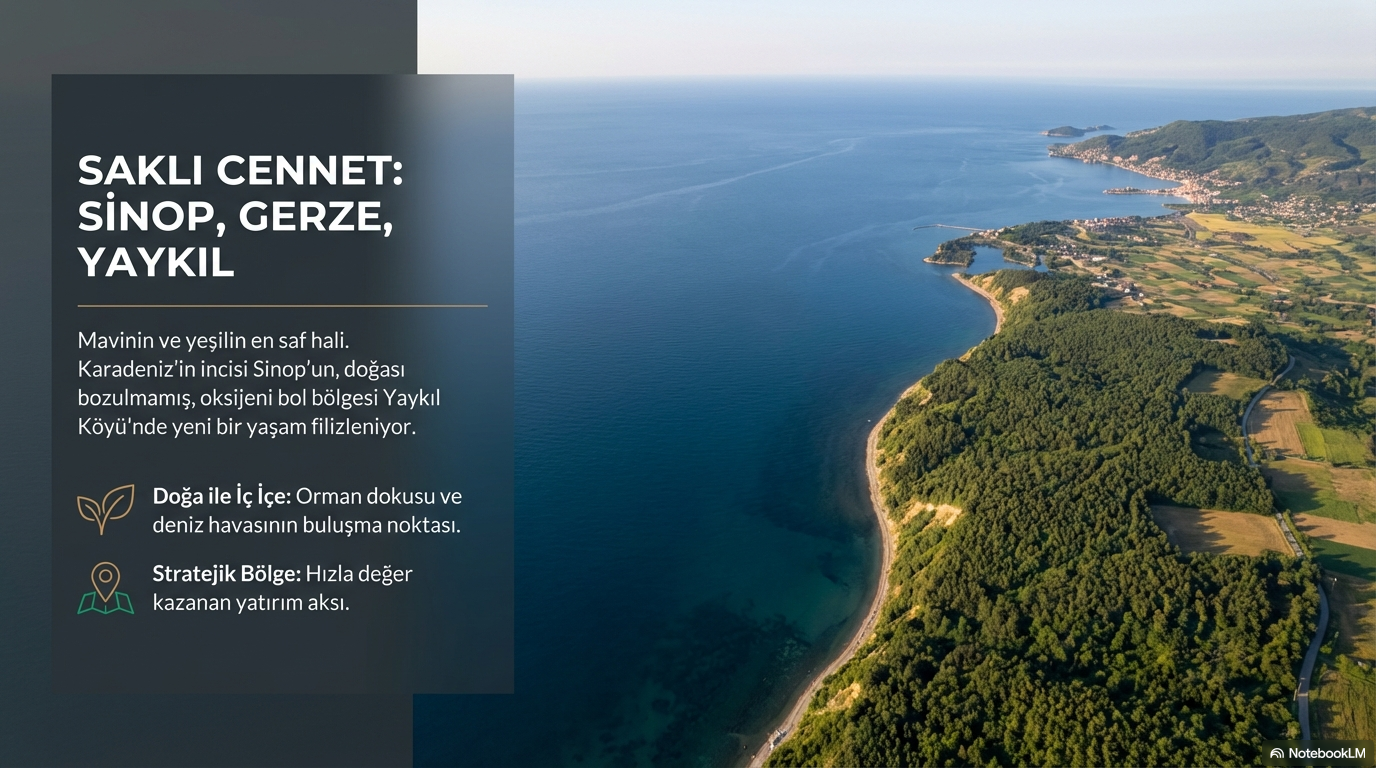 SAKLI CENNET:
SİNOP, GERZE,
YAYKIL
Mavinin ve yeşilin en saf hali.
Karadeniz’in incisi Sinop’un, doğası
bozulmamış, oksijeni bol bölgesi Yaykıl
Köyü'nde yeni bir yaşam filizleniyor.
Doğa ile İç İçe: Orman dokusu ve
deniz havasının buluşma noktası.
Stratejik Bölge: Hızla değer
kazanan yatırım aksı.
NotebookLM